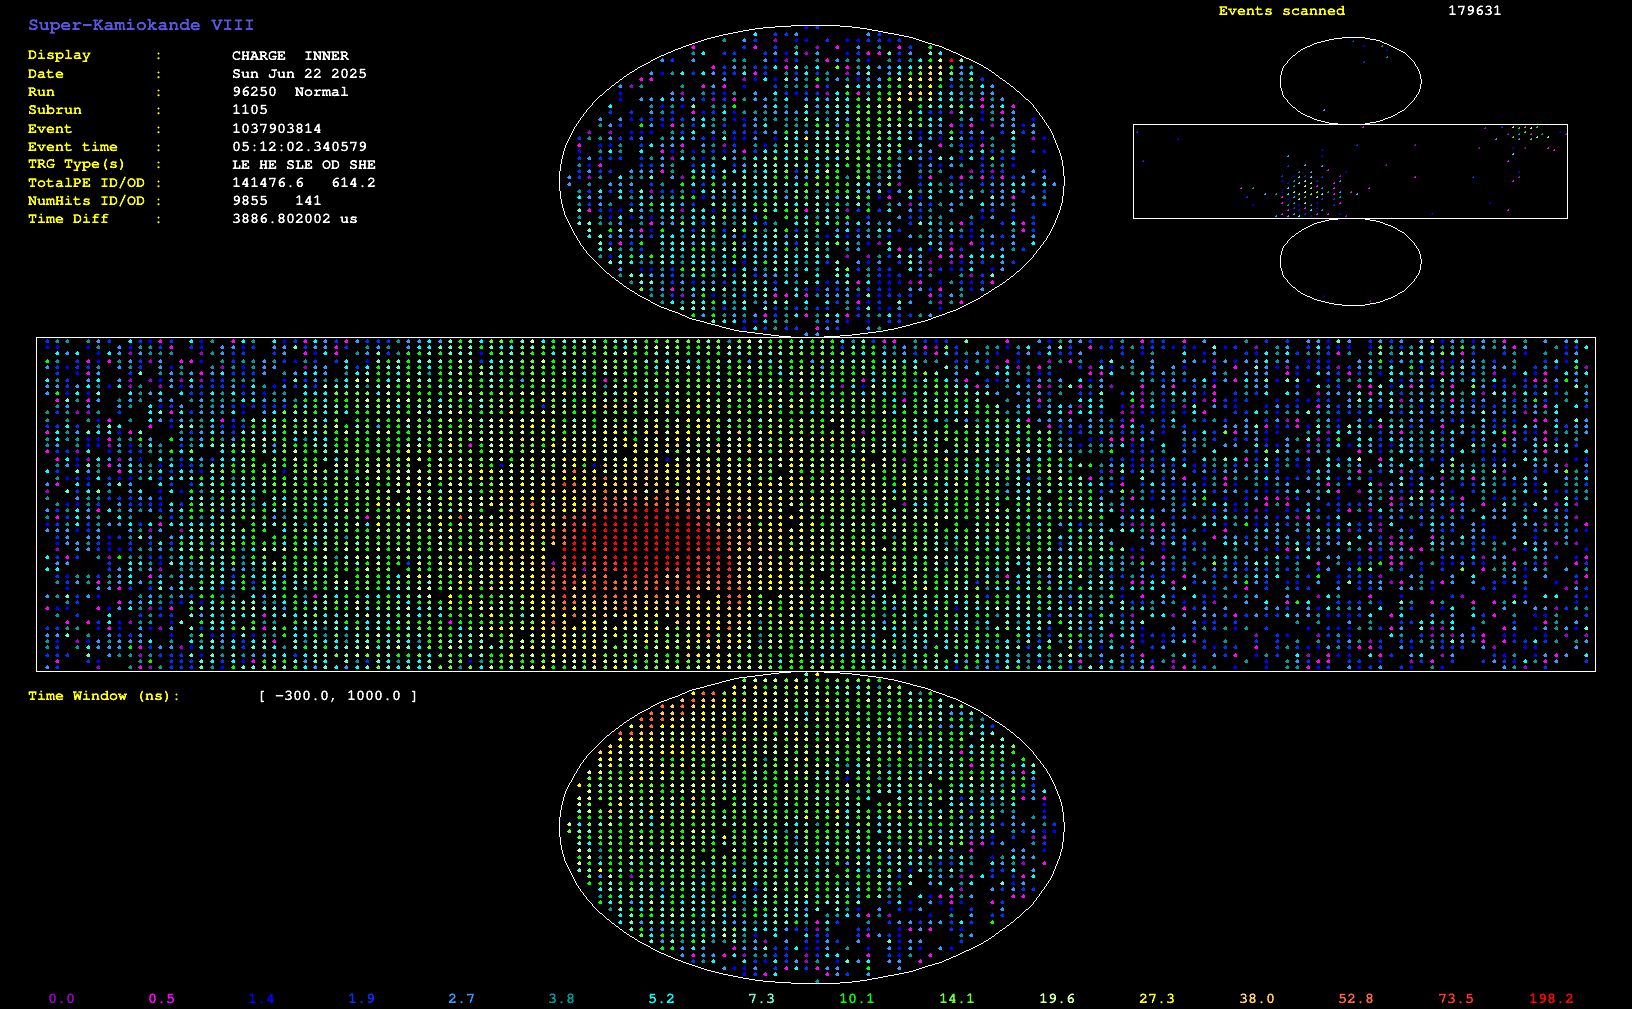 Super-Kamiokande VIII
Events scanned 179631
Display : CHARGE INNER
Date : Sun Jun 22 2025
Run : 96250 Normal
Subrun : 1105
Event : 1037903814
Event time : 05:12:02.340579
TRG Type(s) : LE HE SLE OD SHE
TotalPE ID/OD : 141476.6 614.2
NumHits ID/OD : 9855 141
Time Diff : 3886.802002 us
Time Window (ns): [ -300.0, 1000.0 ]
0.0 0.5 1.4 1.9 2.7 3.8 5.2 7.3 10.1 14.1 19.6 27.3 38.0 52.8 73.5 198.2